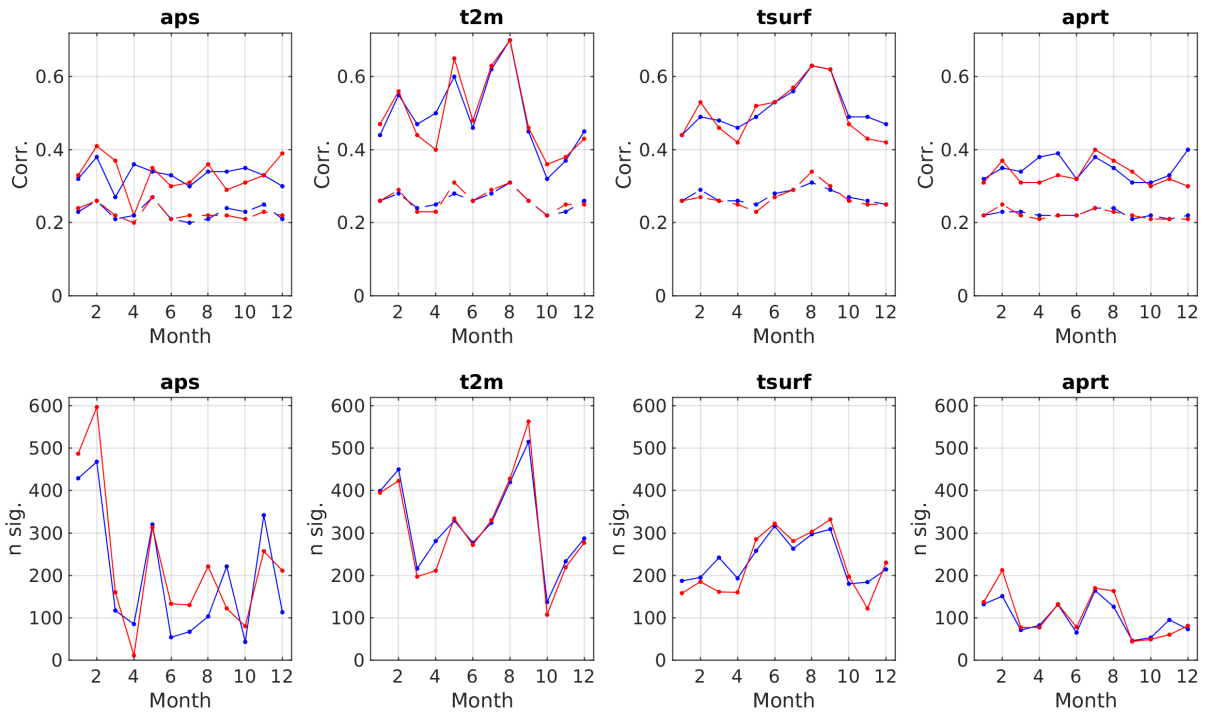 aps t2m tsurf aprt
0.6 0.6 0.6 0.6
0.4 0.4 0.4 0.4
Corr. Corr. Corr. Corr.
0.2 0.2 0.2 0.2
0 0 0 0
2 4 6 8 10 12 2 4 6 8 10 12 2 4 6 8 10 12 2 4 6 8 10 12
Month Month Month Month
aps t2m tsurf aprt
600 600 600 600
500 500 500 500
400 400 400 400
n sig. n sig. n sig. n sig.
300 300 300 300
200 200 200 200
100 100 100 100
0 0 0 0
2 4 6 8 10 12 2 4 6 8 10 12 2 4 6 8 10 12 2 4 6 8 10 12
Month Month Month Month